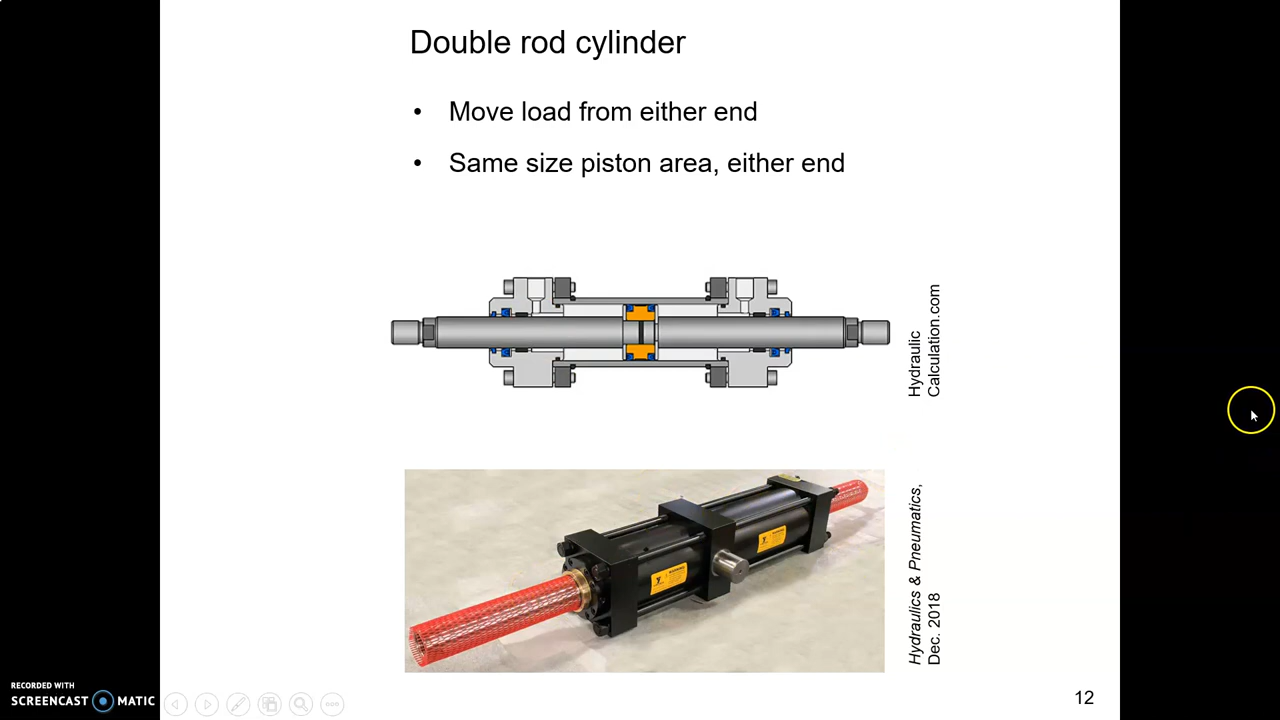 Double rod cylinder
• Move load from either end
• Same size piston area, either end
Hydraulic
Calculation.com
Hydraulics & Pneumatics,
Dec. 2018
RECORDED WITH
SCREENCAST MATIC
12